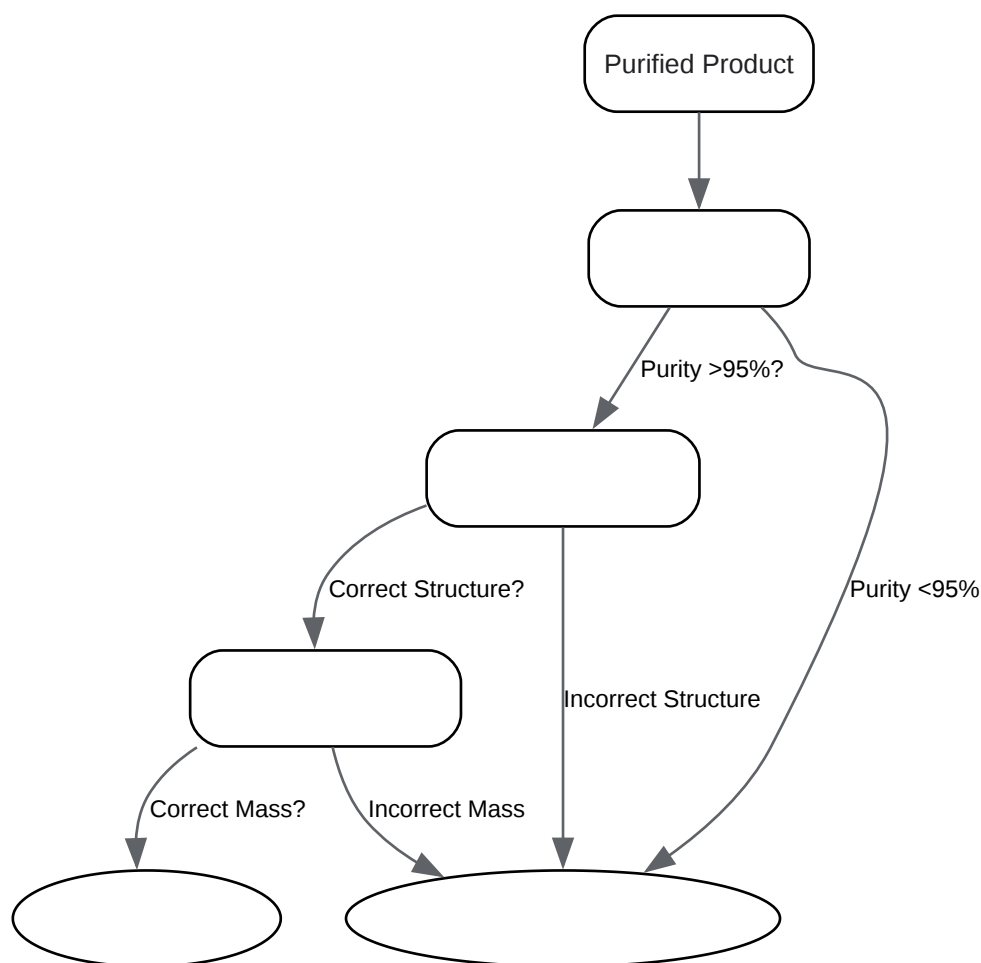 Purified Product
Purity >95%?
Correct Structure?
Purity <95%
Incorrect Structure
Correct Mass?
Incorrect Mass